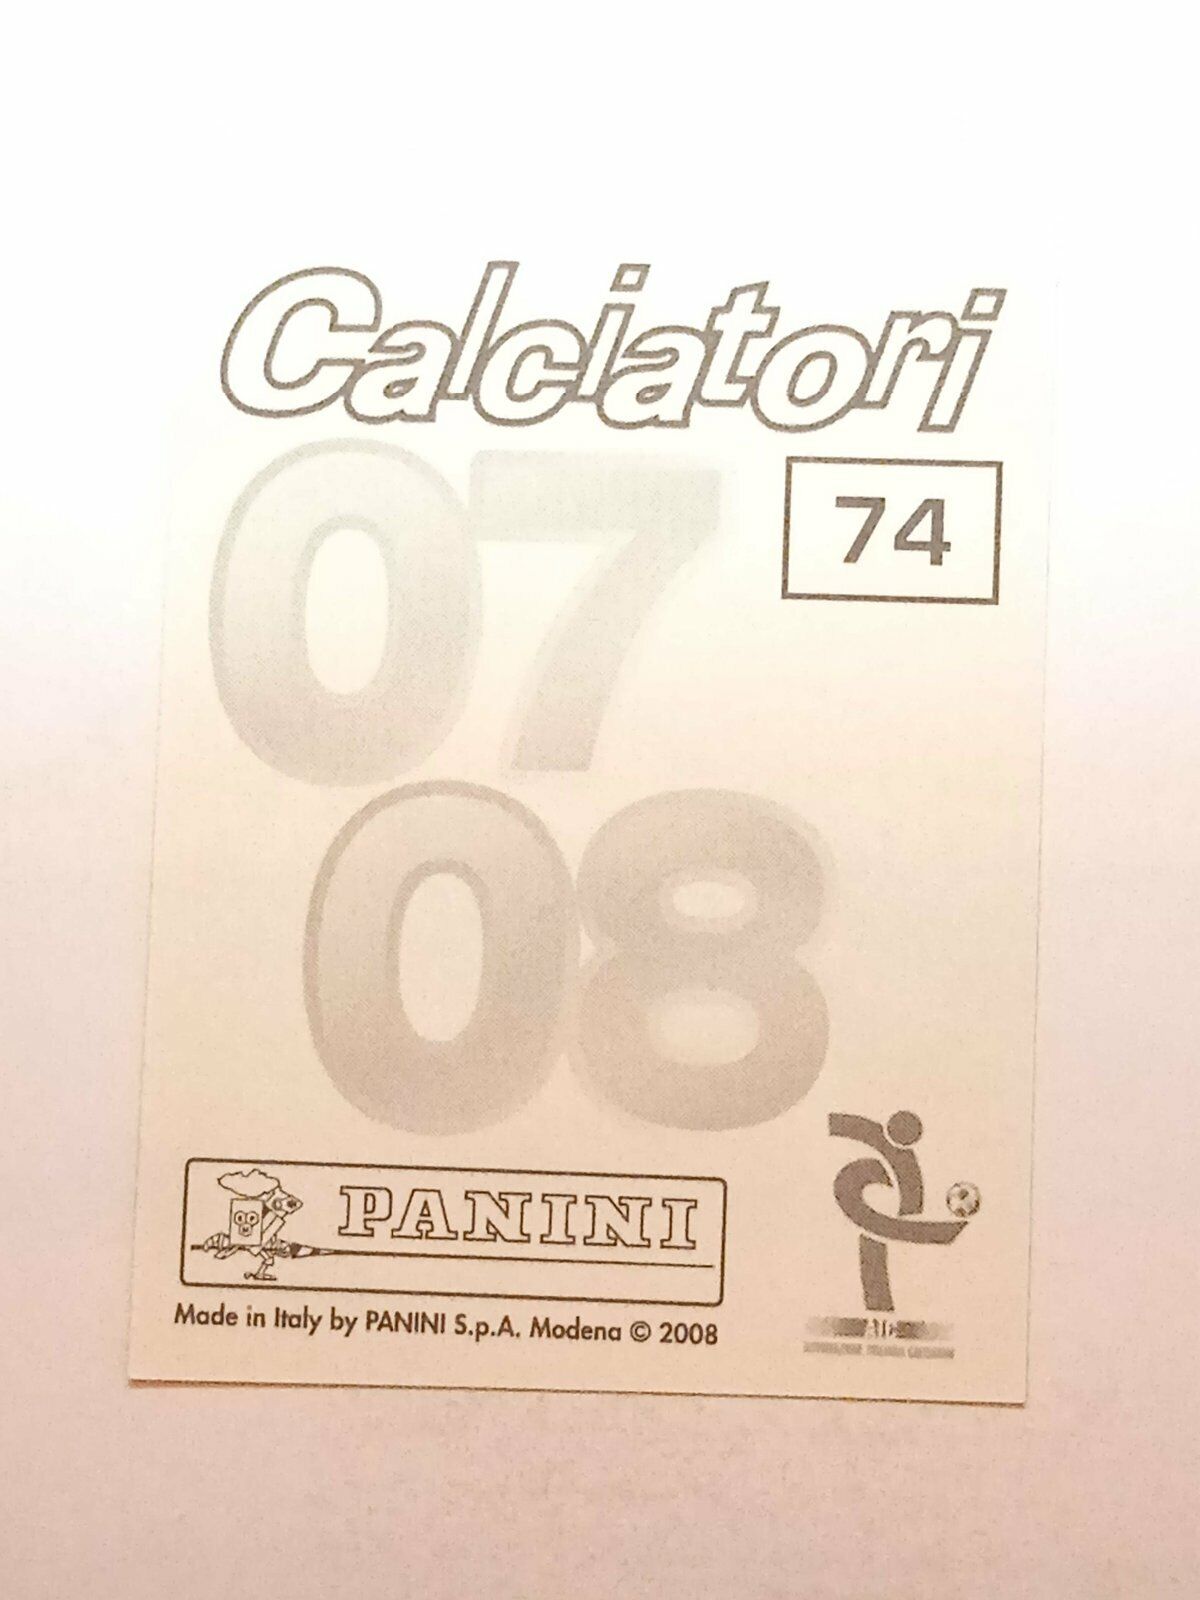 Calciatori
07
74
08
PANINI
Made in Italy by PANINI S.p.A. Modena © 2008